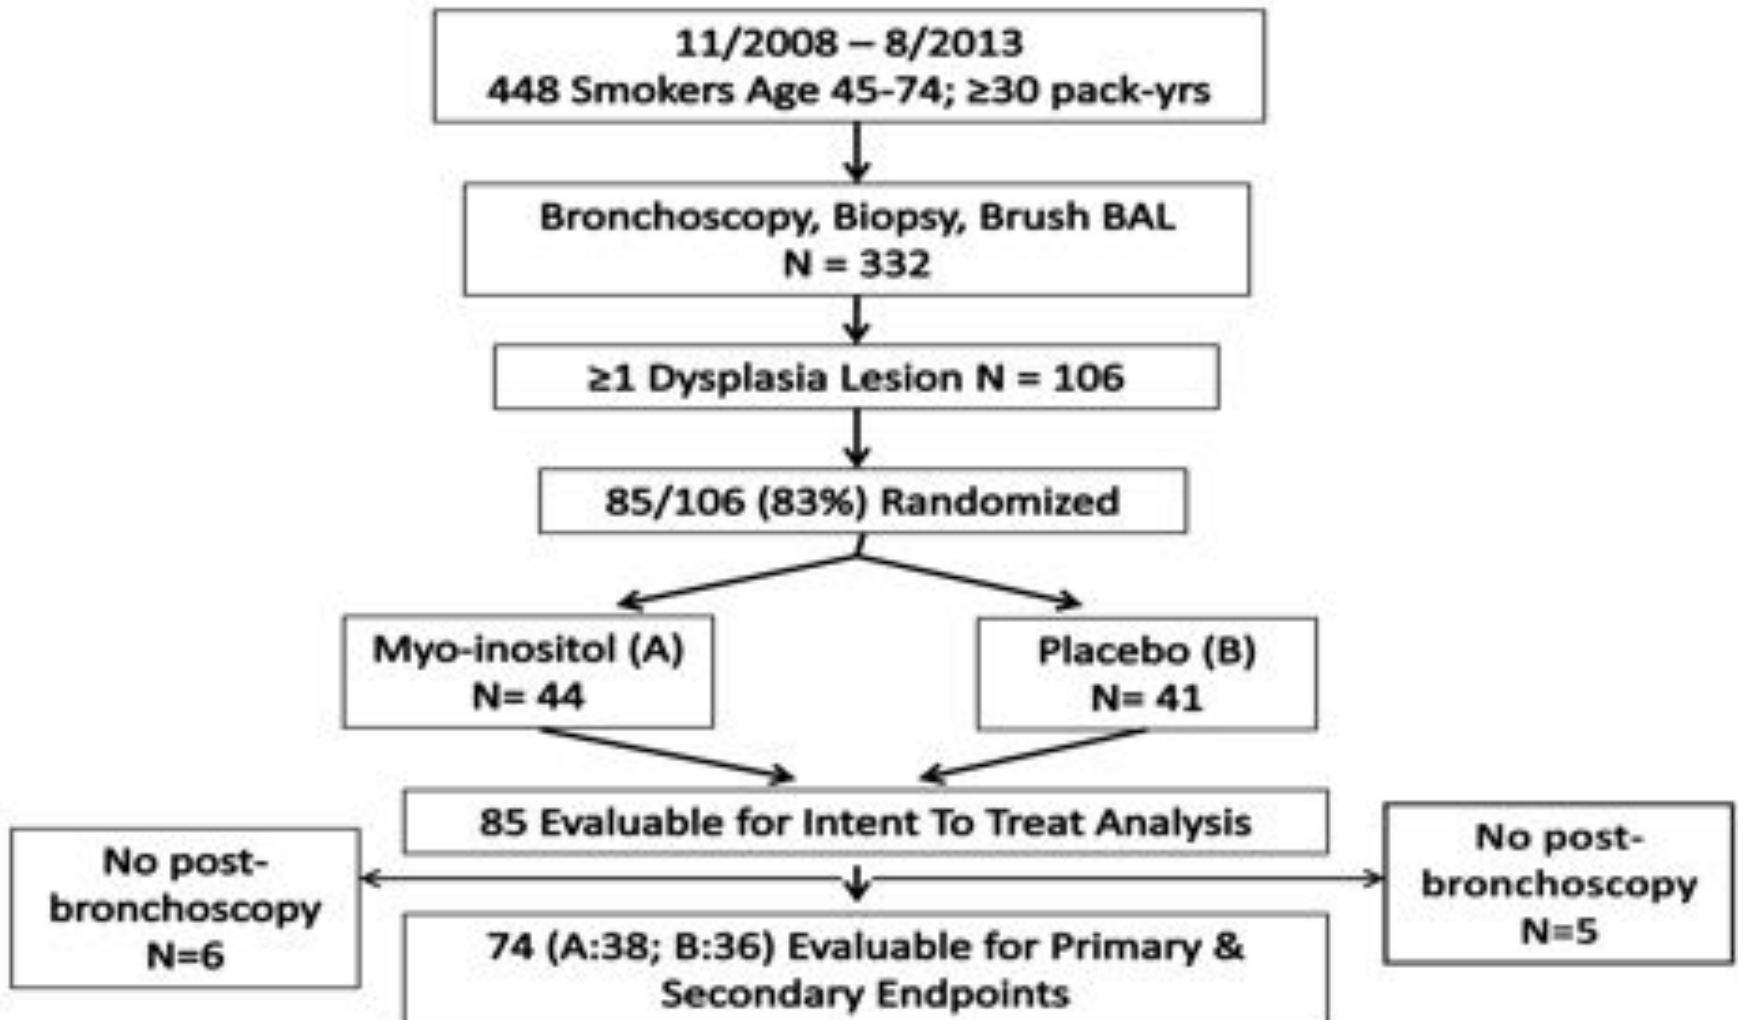 11/2008 – 8/2013
448 Smokers Age 45-74; ≥30 pack-yrs
Bronchoscopy, Biopsy, Brush BAL
N = 332
≥1 Dysplasia Lesion N = 106
85/106 (83%) Randomized
Myo-inositol (A)
N= 44
Placebo (B)
N= 41
85 Evaluable for Intent To Treat Analysis
No post-
bronchoscopy
N=6
No post-
bronchoscopy
N=5
74 (A:38; B:36) Evaluable for Primary &
Secondary Endpoints